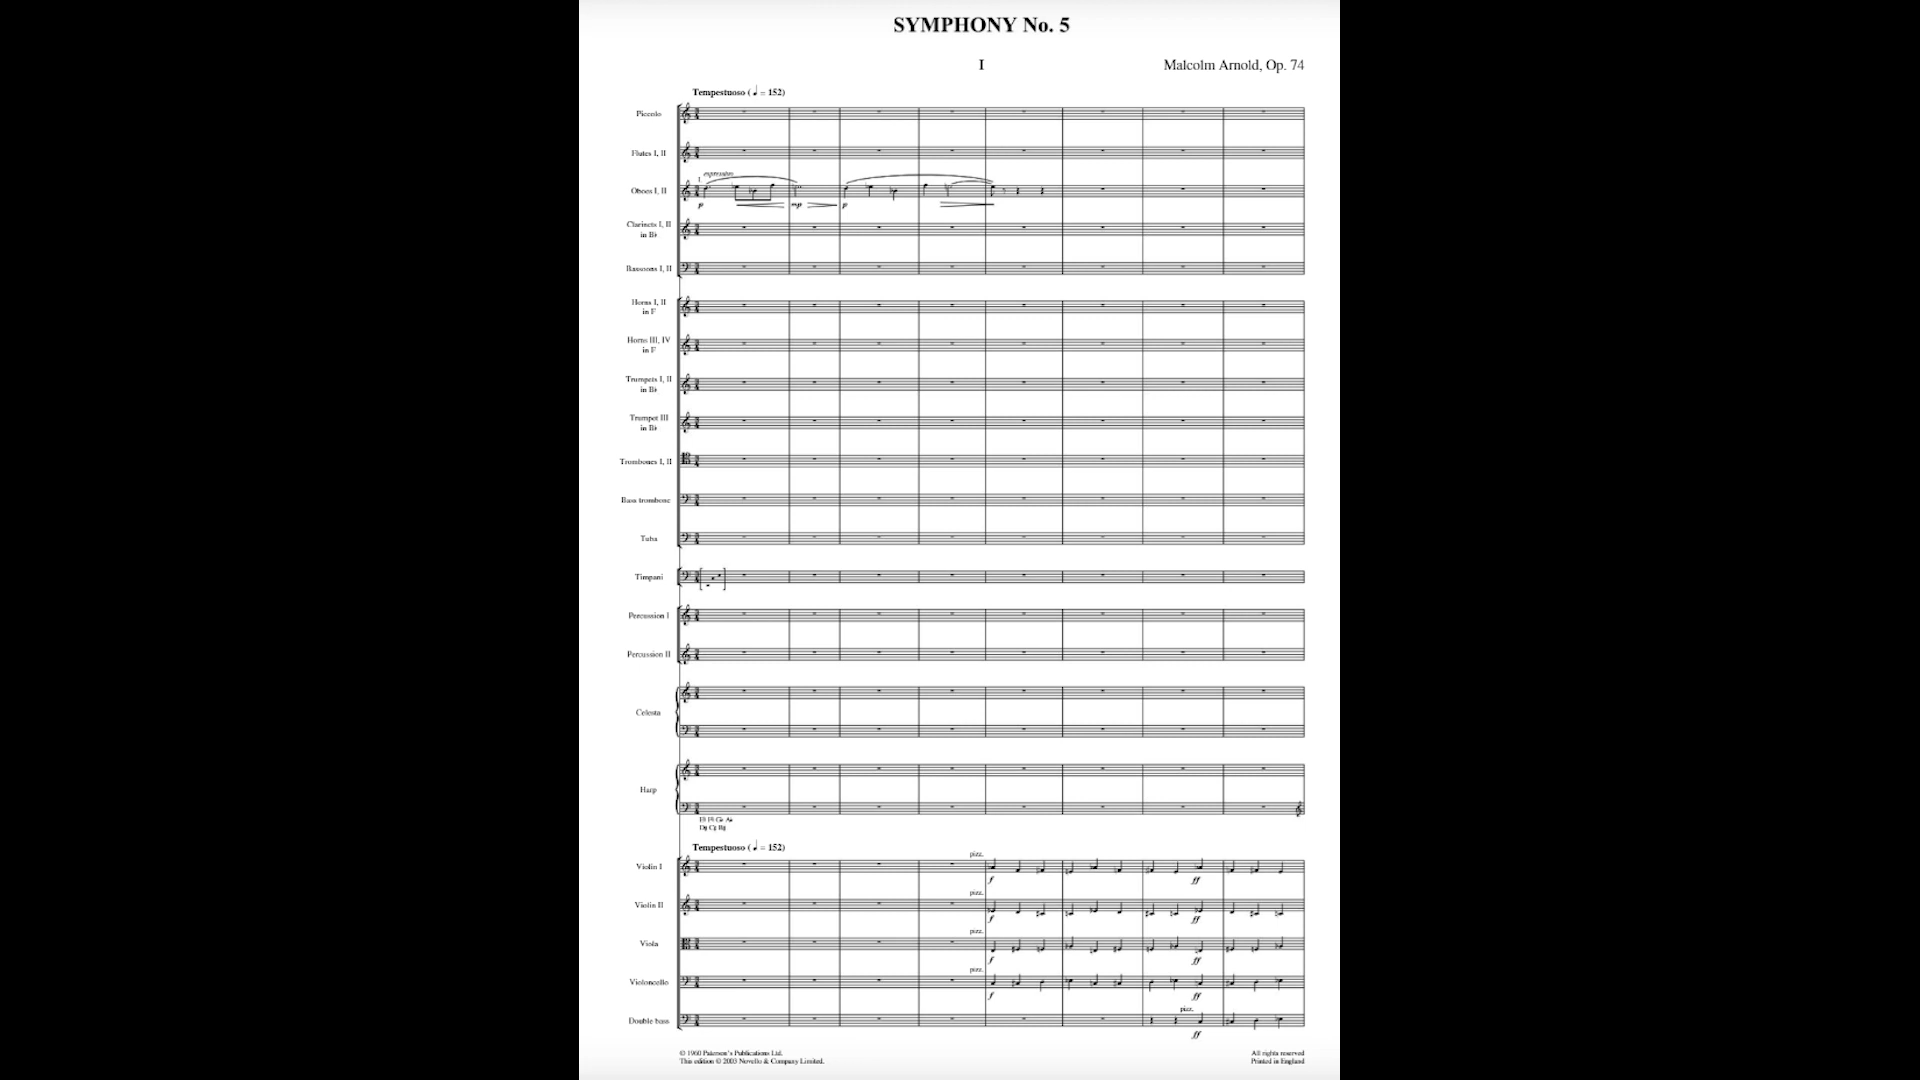 SYMPHONY No. 5
I
Malcolm Arnold, Op. 74
Tempestuoso (♩ = 152)
Piccolo
Flutes I, II
espressivo
1.
Oboes I, II
p mp p
Clarinets I, II
in B♭
Bassoons I, II
Horns I, II
in F
Horns III, IV
in F
Trumpets I, II
in B♭
Trumpet III
in B♭
Trombones I, II
Bass trombone
Tuba
Timpani
Percussion I
Percussion II
Celesta
Harp
Tempestuoso (♩ = 152)
pizz.
Violin I
f ff
pizz.
Violin II
f ff
pizz.
Viola
f ff
pizz.
Violoncello
f ff
pizz.
Double bass
ff
© 1960 Paterson's Publications Ltd.
This edition © 2003 Novello & Company Limited.
All rights reserved
Printed in England